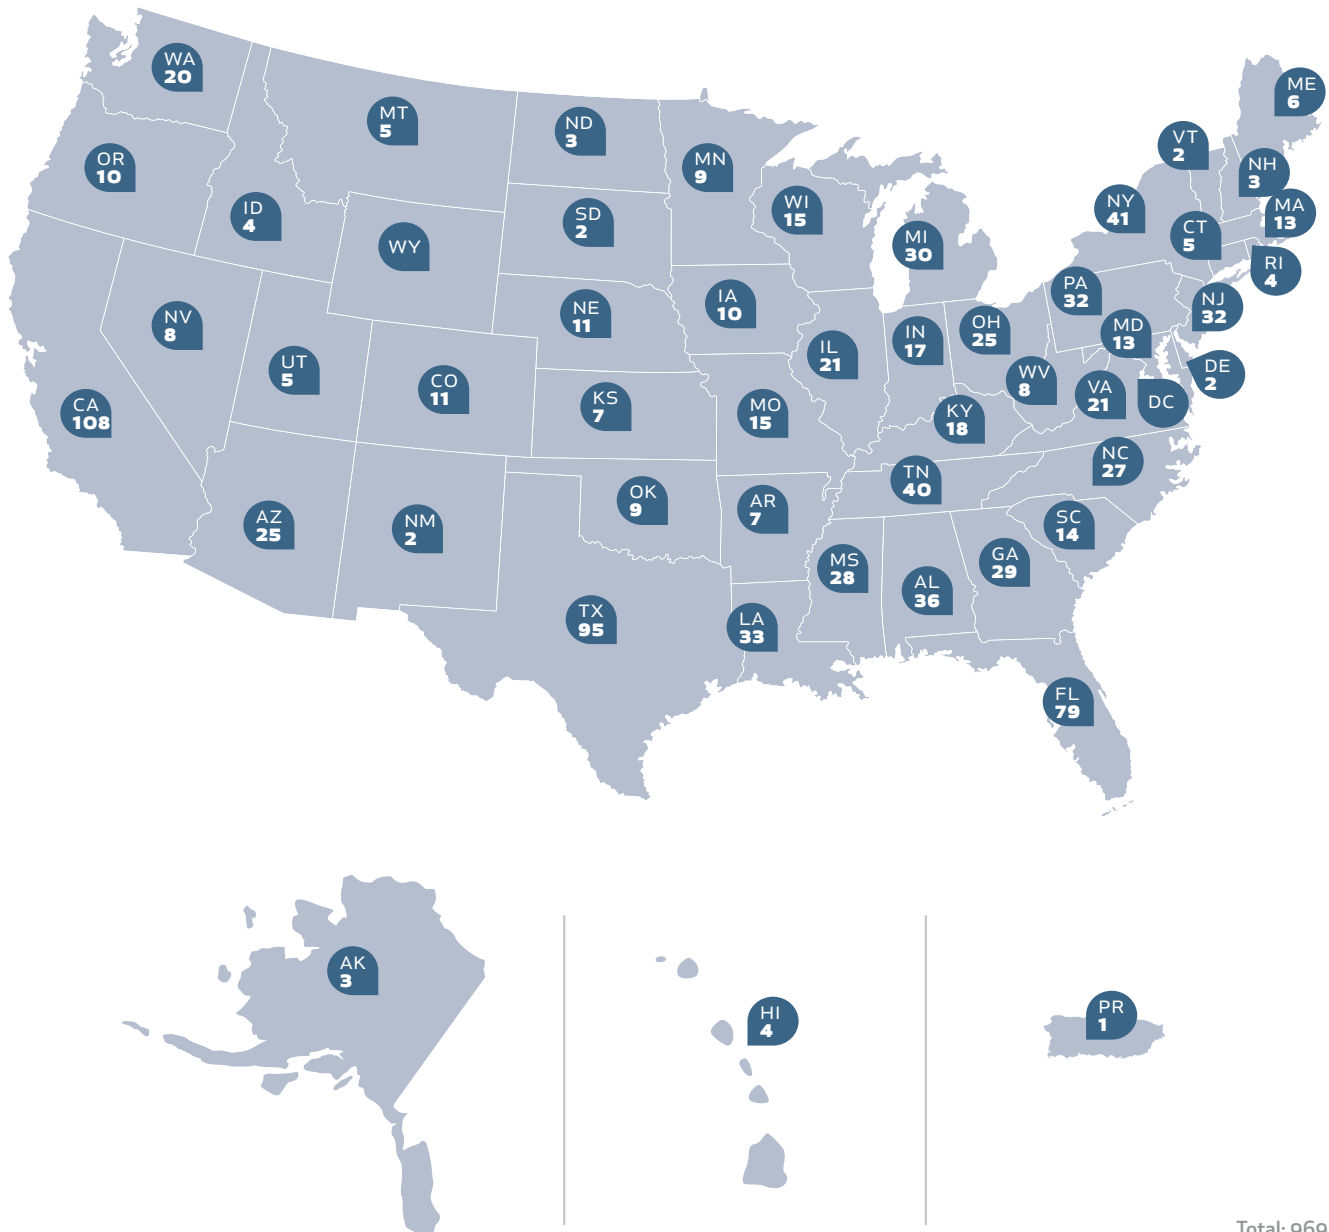 WA
20
MT
5
ND
3
MN
9
OR
10
ID
4
WY
SD
2
WI
15
MI
30
ME
6
VT
2
NH
3
NY
41
MA
13
CT
5
RI
4
NV
8
UT
5
CO
11
NE
11
IA
10
IL
21
IN
17
OH
25
PA
32
NJ
32
MD
13
DE
2
WV
8
VA
21
DC
CA
108
KS
7
MO
15
KY
18
NC
27
TN
40
AZ
25
NM
2
OK
9
AR
7
SC
14
MS
28
AL
36
GA
29
TX
95
LA
33
FL
79
AK
3
HI
4
PR
1
Total: 969